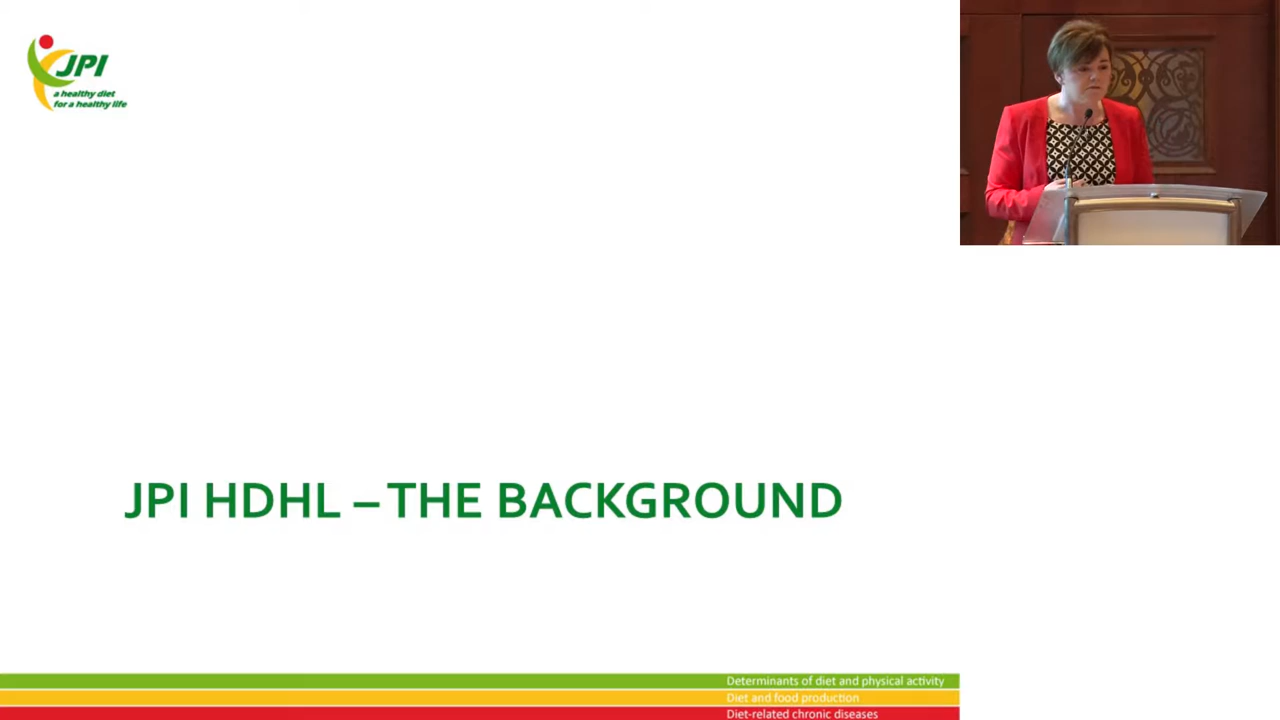 JPI
a healthy diet
for a healthy life
JPI HDHL – THE BACKGROUND
Determinants of diet and physical activity
Diet and food production
Diet-related chronic diseases